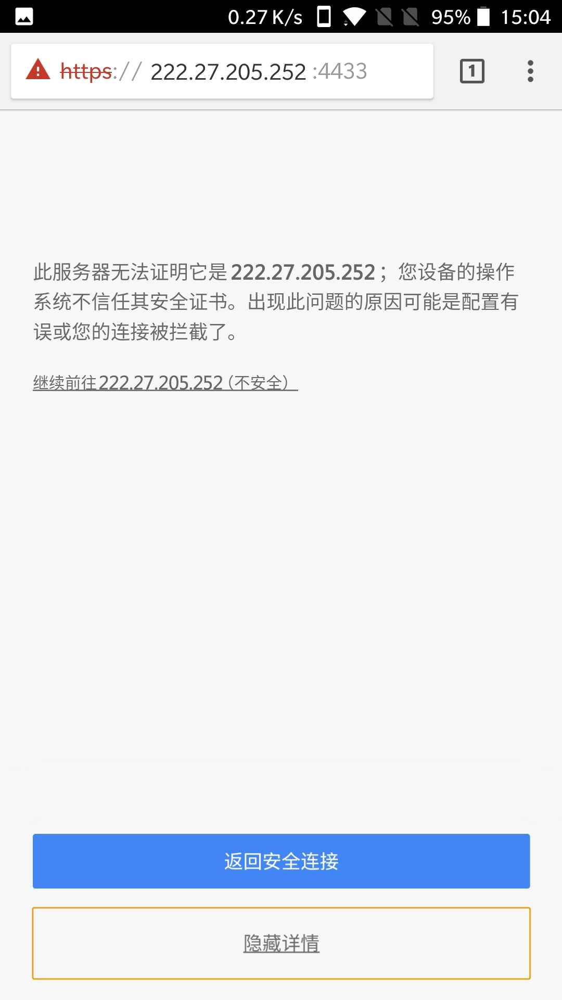 0.27 K/s 95% 15:04
https:// 222.27.205.252 :4433 1
此服务器无法证明它是 222.27.205.252；您设备的操作
系统不信任其安全证书。出现此问题的原因可能是配置有
误或您的连接被拦截了。
继续前往222.27.205.252（不安全）
返回安全连接
隐藏详情